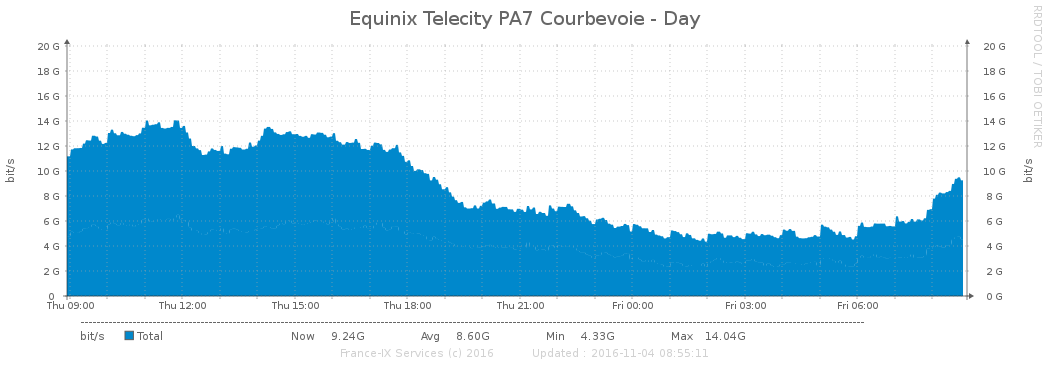 Equinix Telecity PA7 Courbevoie - Day
RRDTOOL / TOBI OETIKER
bit/s
20 G 20 G
18 G 18 G
16 G 16 G
14 G 14 G
12 G 12 G
10 G 10 G
8 G 8 G
6 G 6 G
4 G 4 G
2 G 2 G
0 0 G
bit/s
Thu 09:00 Thu 12:00 Thu 15:00 Thu 18:00 Thu 21:00 Fri 00:00 Fri 03:00 Fri 06:00
bit/s Total Now 9.24G Avg 8.60G Min 4.33G Max 14.04G
France-IX Services (c) 2016 Updated : 2016-11-04 08:55:11